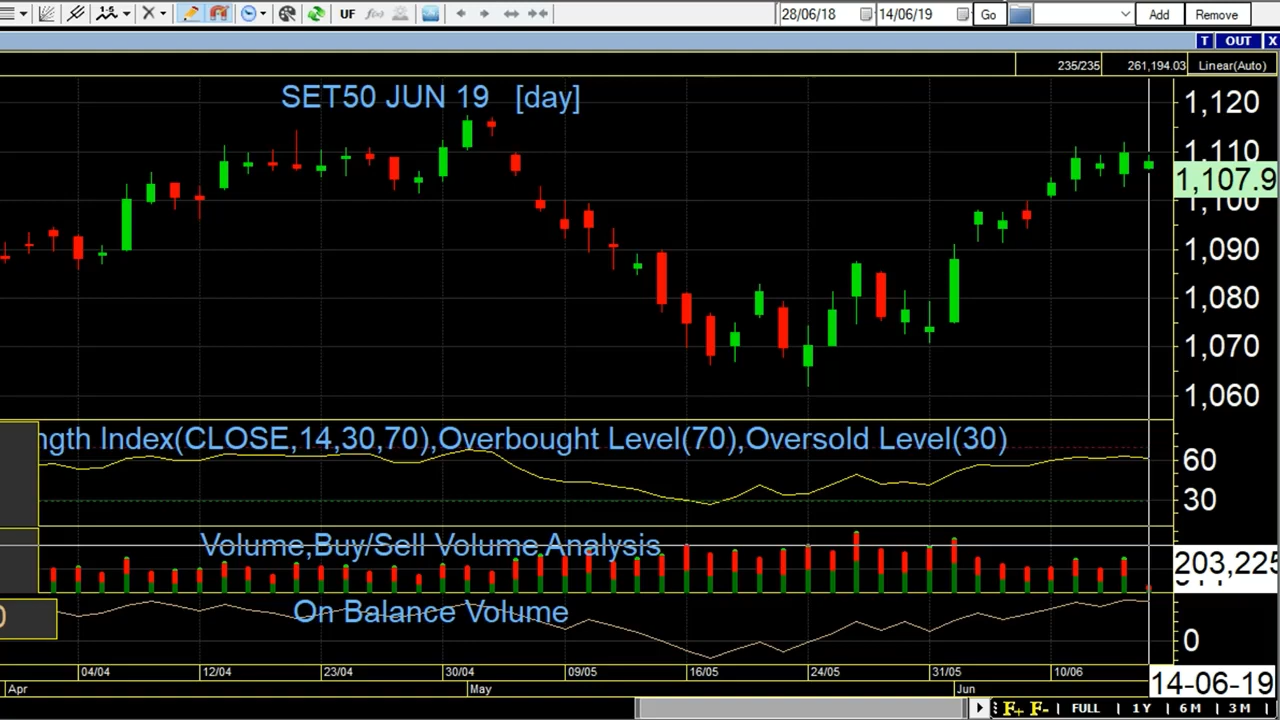 UF f(x) 28/06/18 14/06/19 Go Add Remove
T OUT X
235/235 261,194.03 Linear(Auto)
SET50 JUN 19 [day]
1,120
1,110
1,107.9
1,100
1,090
1,080
1,070
1,060
ngth Index(CLOSE,14,30,70),Overbought Level(70),Oversold Level(30)
60
30
Volume,Buy/Sell Volume Analysis
203,225
On Balance Volume
0
04/04 12/04 23/04 30/04 09/05 16/05 24/05 31/05 10/06
Apr May Jun 14-06-19
F+ F- FULL 1Y 6M 3M